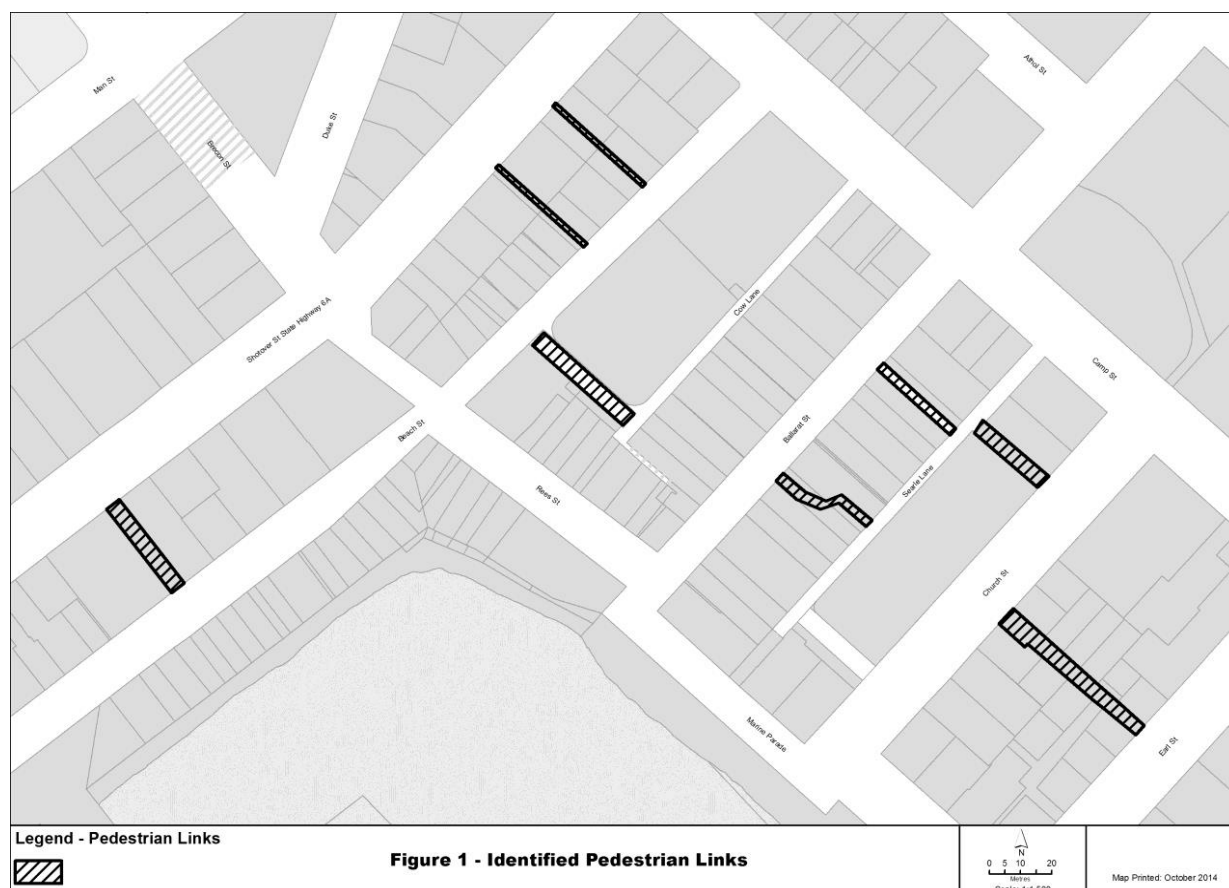 Athol St
Man St
Duke St
Brecon St
Cow Lane
Shotover St State Highway 6A
Camp St
Ballarat St
Beach St
Searle Lane
Rees St
Church St
Marine Parade
Earl St
Legend - Pedestrian Links
Figure 1 - Identified Pedestrian Links
N
0 5 10 20
Metres
Map Printed: October 2014